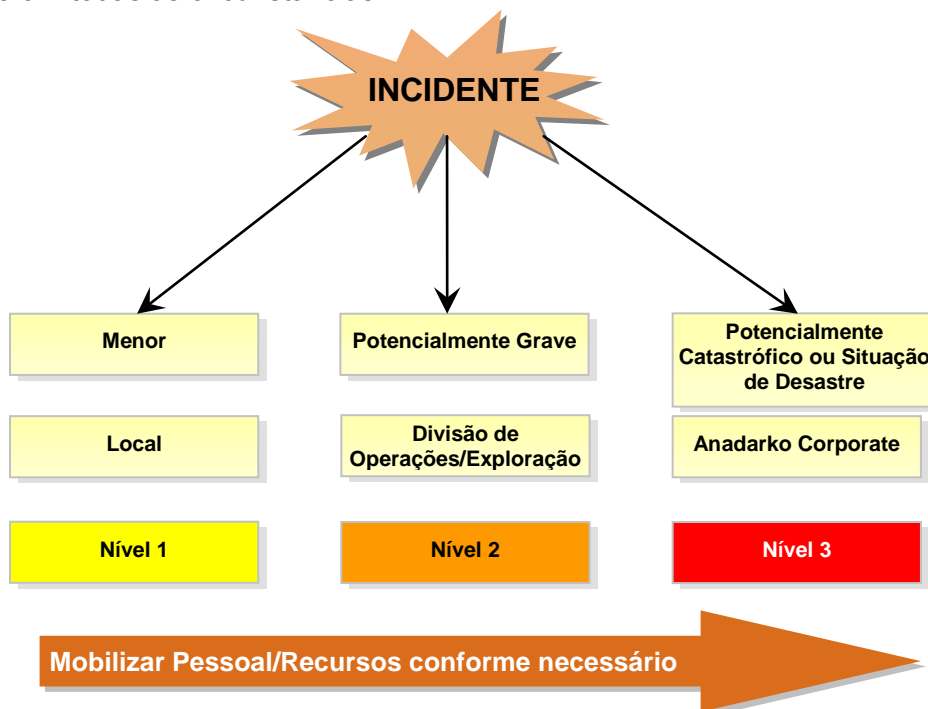 INCIDENTE
Menor
Potencialmente Grave
Potencialmente
Catastrófico ou Situação
de Desastre
Local
Divisão de
Operações/Exploração
Anadarko Corporate
Nível 1
Nível 2
Nível 3
Mobilizar Pessoal/Recursos conforme necessário